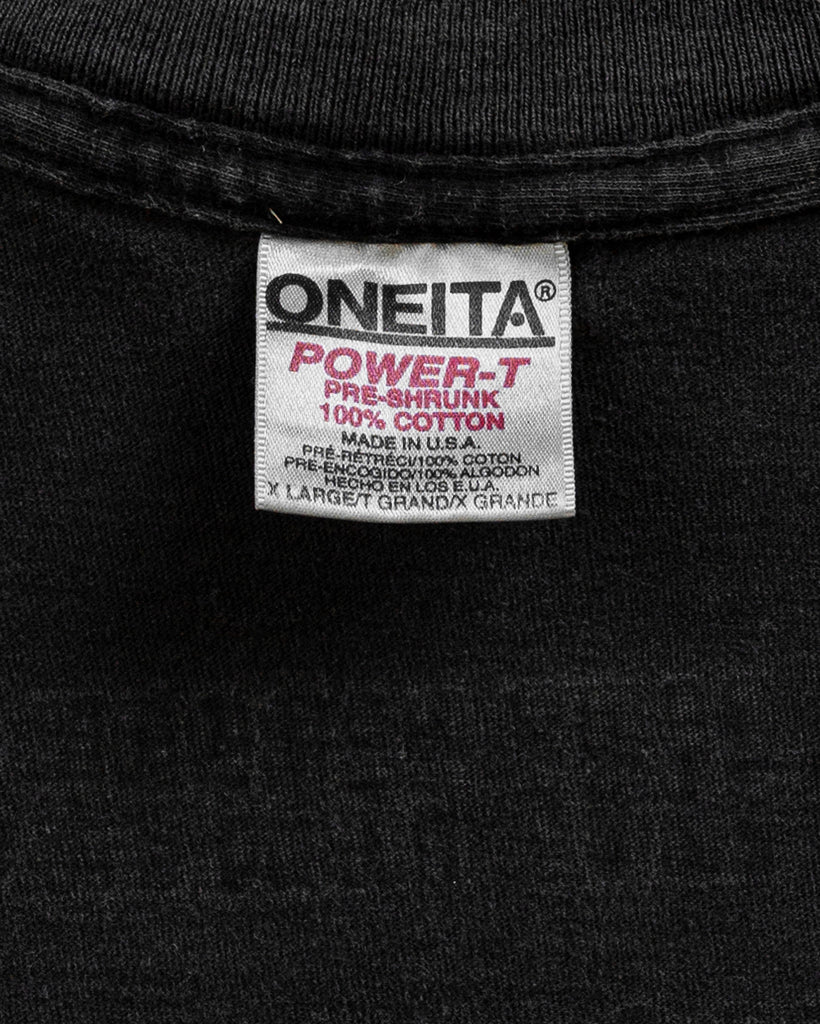 ONEITA®
POWER-T
PRE-SHRUNK
100% COTTON
MADE IN U.S.A.
PRÉ-RÉTRÉCI/100% COTON
PRE-ENCOGIDO/100% ALGODON
HECHO EN LOS E.U.A.
X LARGE/T GRAND/X GRANDE